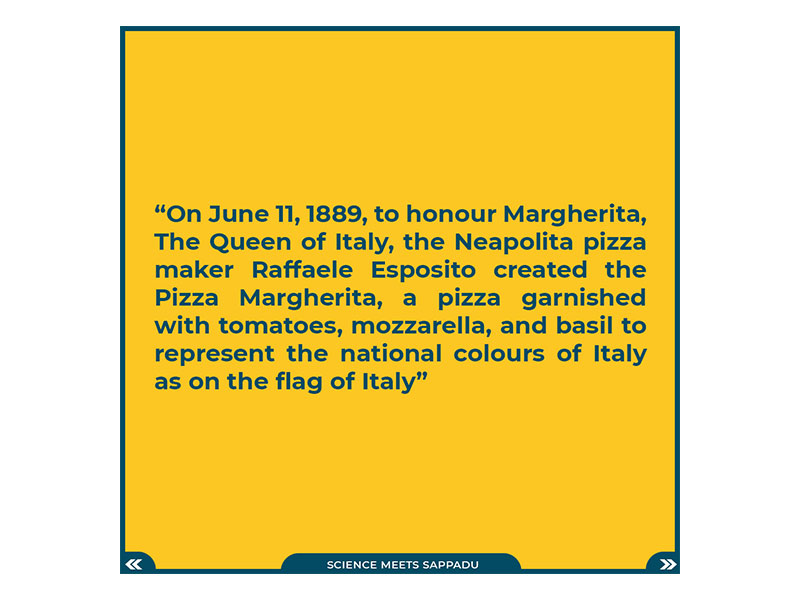 “On June 11, 1889, to honour Margherita,
The Queen of Italy, the Neapolita pizza
maker Raffaele Esposito created the
Pizza Margherita, a pizza garnished
with tomatoes, mozzarella, and basil to
represent the national colours of Italy
as on the flag of Italy”
SCIENCE MEETS SAPPADU